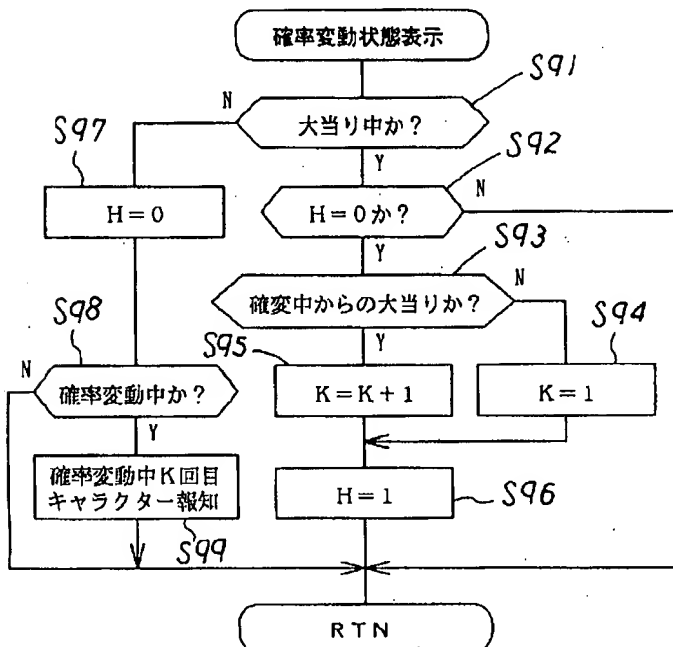 確率変動状態表示
S91
N
大当り中か?
S97
Y
S92
H=0
H=0か?
N
Y
S93
確変中からの大当りか?
N
S98
S95
Y
S94
N
確率変動中か?
K=K+1
K=1
Y
確率変動中K回目
キャラクター報知
H=1
S96
S99
RTN